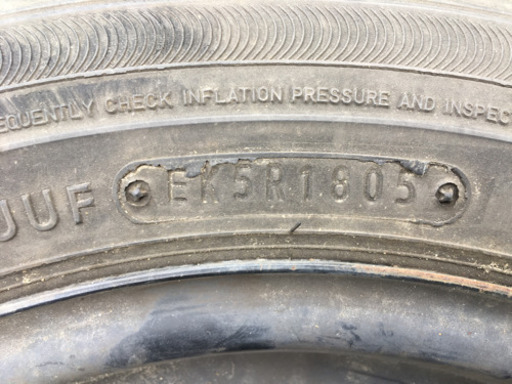 EQUENTLY CHECK INFLATION PRESSURE AND INSPEC
JUF EK5R1805